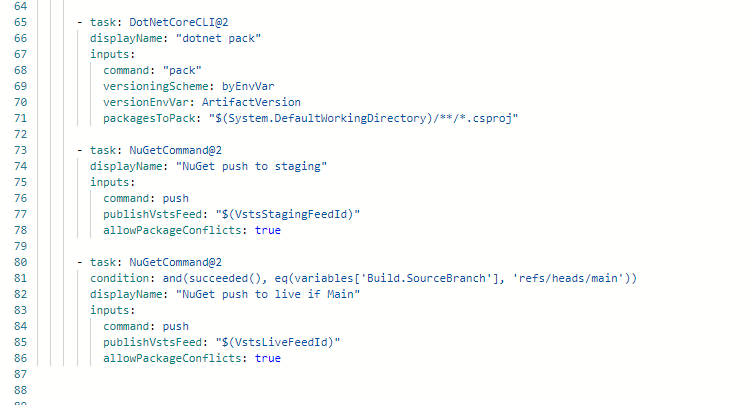 64
65 - task: DotNetCoreCLI@2
66 displayName: "dotnet pack"
67 inputs:
68 command: "pack"
69 versioningScheme: byEnvVar
70 versionEnvVar: ArtifactVersion
71 packagesToPack: "$(System.DefaultWorkingDirectory)/**/*.csproj"
72
73 - task: NuGetCommand@2
74 displayName: "NuGet push to staging"
75 inputs:
76 command: push
77 publishVstsFeed: "$(VstsStagingFeedId)"
78 allowPackageConflicts: true
79
80 - task: NuGetCommand@2
81 condition: and(succeeded(), eq(variables['Build.SourceBranch'], 'refs/heads/main'))
82 displayName: "NuGet push to live if Main"
83 inputs:
84 command: push
85 publishVstsFeed: "$(VstsLiveFeedId)"
86 allowPackageConflicts: true
87
88